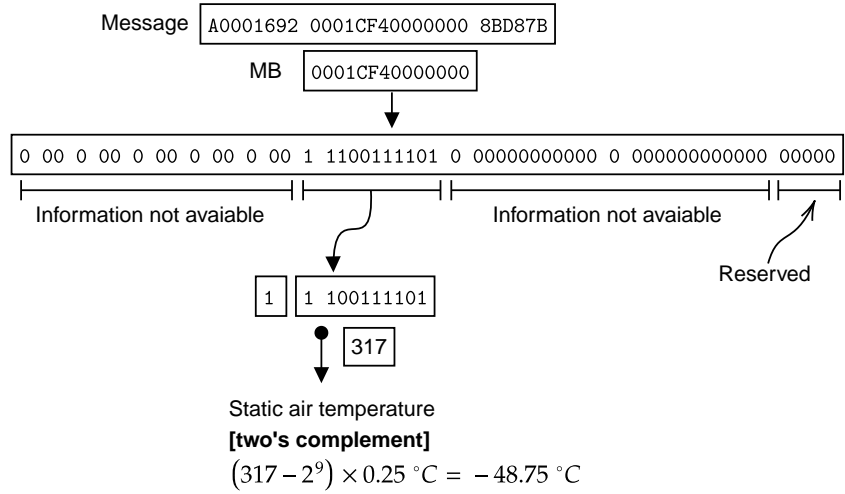 Message A0001692 0001CF40000000 8BD87B
MB 0001CF40000000
0 00 0 00 0 00 0 00 0 00 1 1100111101 0 00000000000 0 000000000000 00000
Information not avaiable Information not avaiable
Reserved
1 1 100111101
317
Static air temperature
[two's complement]
(317 – 2⁹) × 0.25 °C = – 48.75 °C